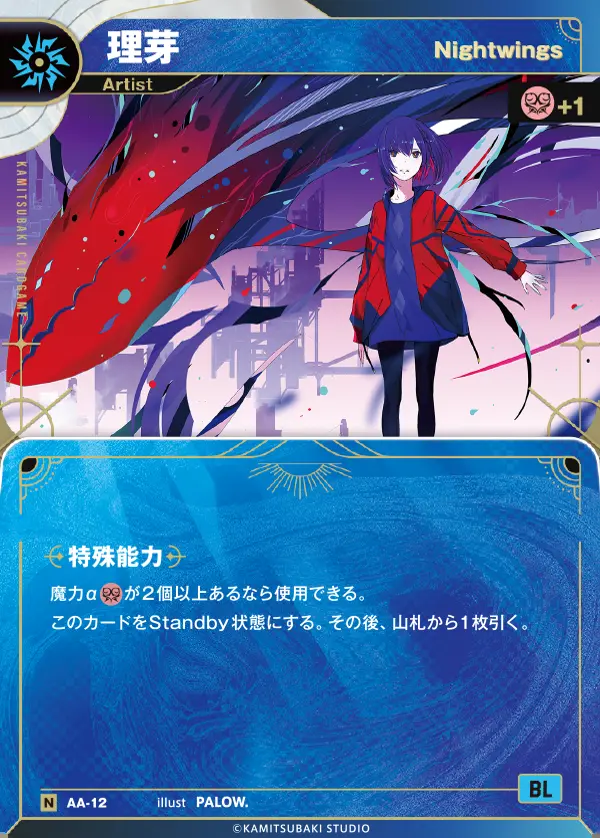 理芽
Nightwings
Artist
+1
KAMITSUBAKI CARDGAME
特殊能力
魔力αが2個以上あるなら使用できる。
このカードをStandby状態にする。その後、山札から1枚引く。
BL
N AA-12 illust PALOW.
©KAMITSUBAKI STUDIO